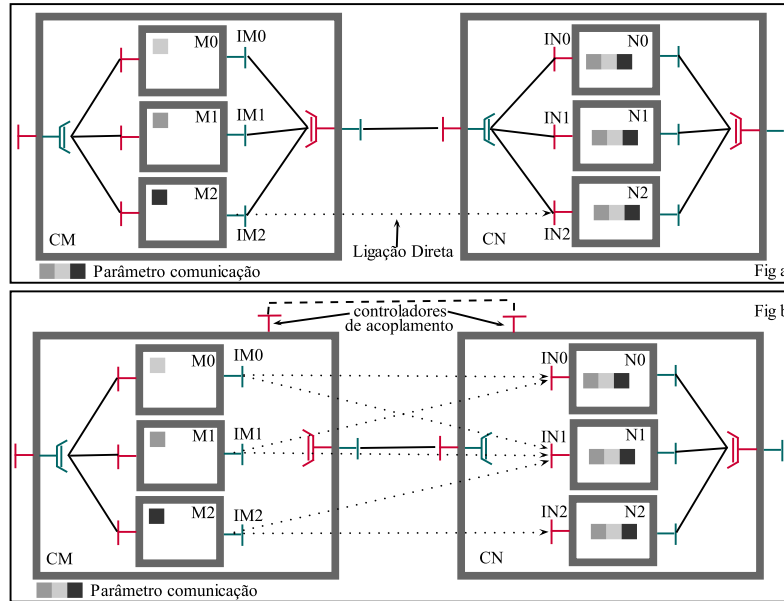 M0 IM0 IN0 N0
M1 IM1 IN1 N1
M2 IM2 IN2 N2
CM CN
Ligação Direta
Parâmetro comunicação
Fig a
controladores
de acoplamento
Fig b
M0 IM0 IN0 N0
M1 IM1 IN1 N1
M2 IM2 IN2 N2
CM CN
Parâmetro comunicação